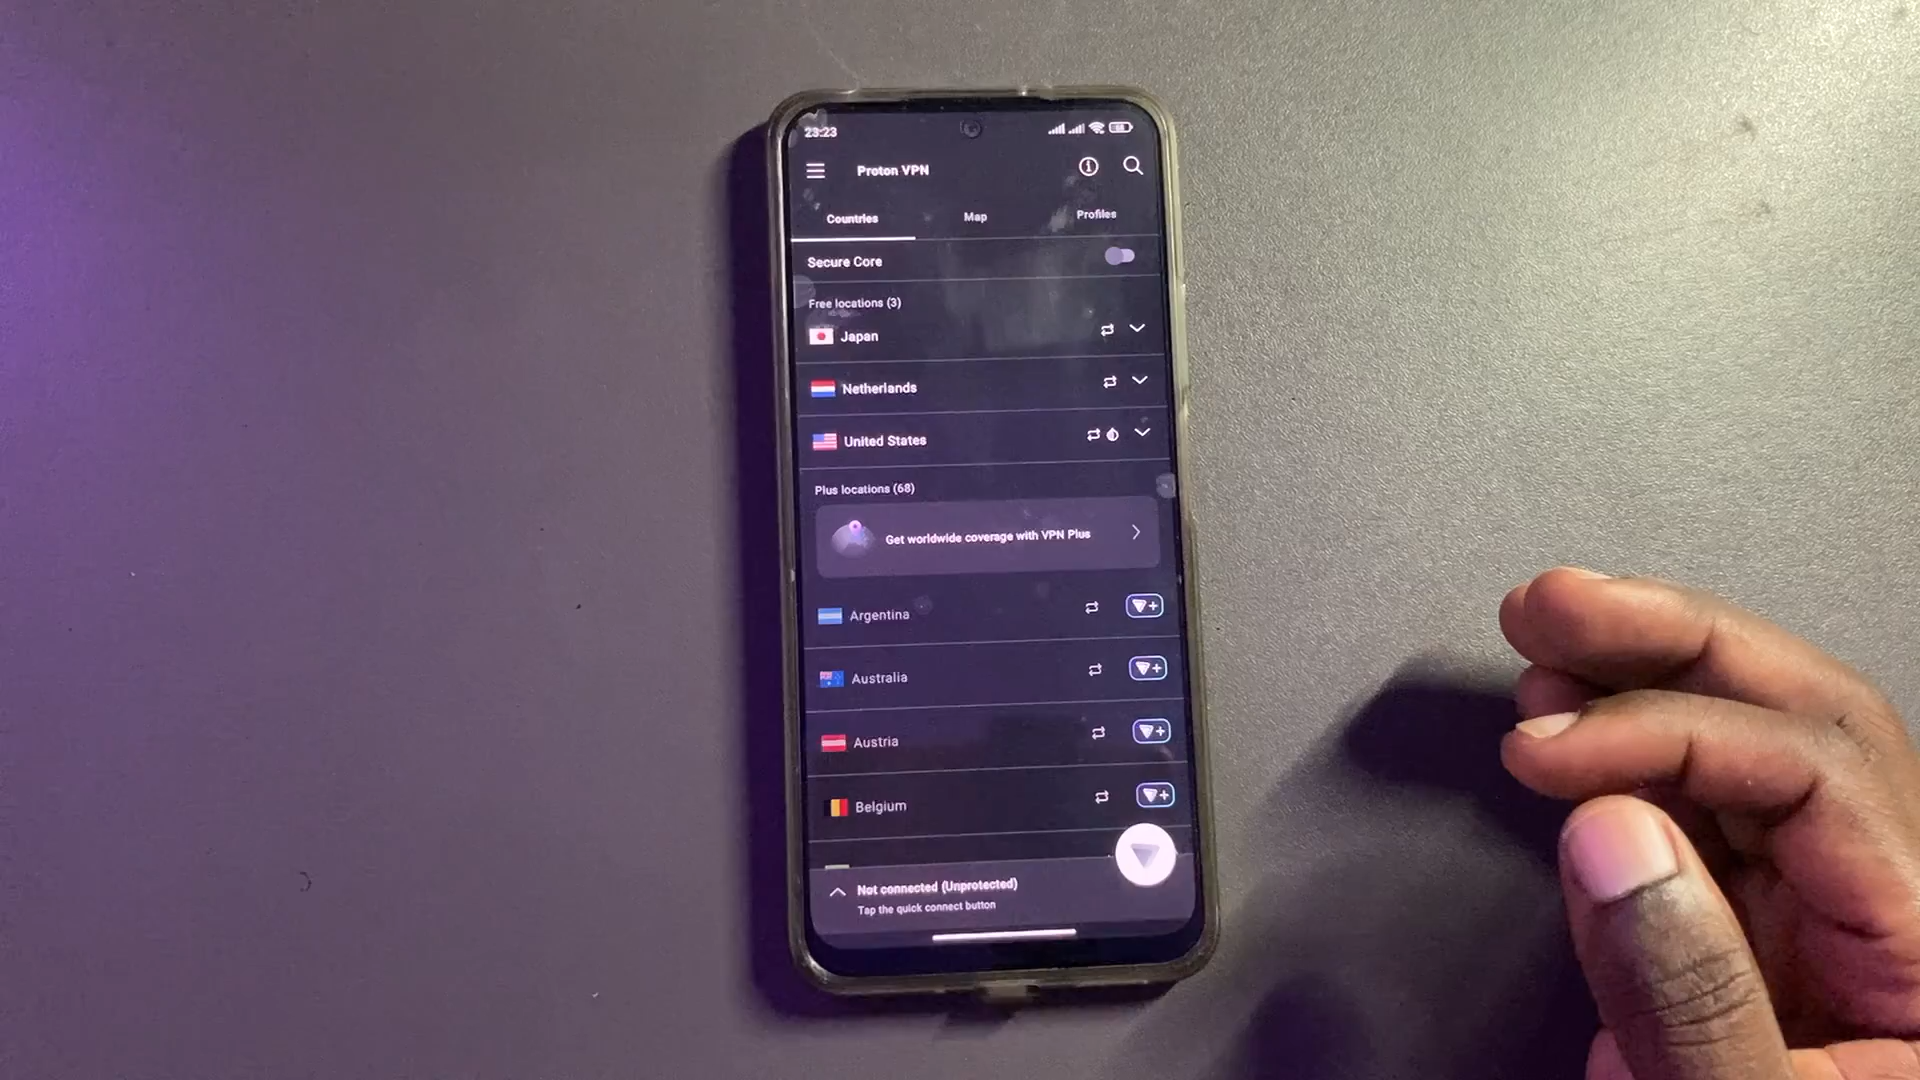 23:23
Proton VPN
Countries Map Profiles
Secure Core
Free locations (3)
Japan
Netherlands
United States
Plus locations (68)
Get worldwide coverage with VPN Plus
Argentina
Australia
Austria
Belgium
Not connected (Unprotected)
Tap the quick connect button